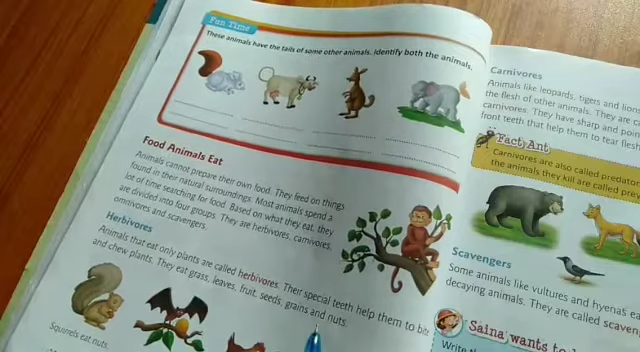 Fun Time
These animals have the tails of some other animals. Identify both the animals.
Food Animals Eat
Animals cannot prepare their own food. They feed on things
found in their natural surroundings. Most animals spend a
lot of time searching for food. Based on what they eat, they
are divided into four groups. They are herbivores, carnivores,
omnivores and scavengers.
Herbivores
Animals that eat only plants are called herbivores. Their special teeth help them to bite
and chew plants. They eat grass, leaves, fruit, seeds, grains and nuts.
Squirrels eat nuts.
Carnivores
Animals like leopards, tigers and
the flesh of other animals. They are
carnivores. They have sharp and
front teeth that help them to tear
Fact Ant
Carnivores are also called
the animals they kill are called
Scavengers
Some animals like vultures and hyenas
decaying animals. They are called
Saina wants to
Write